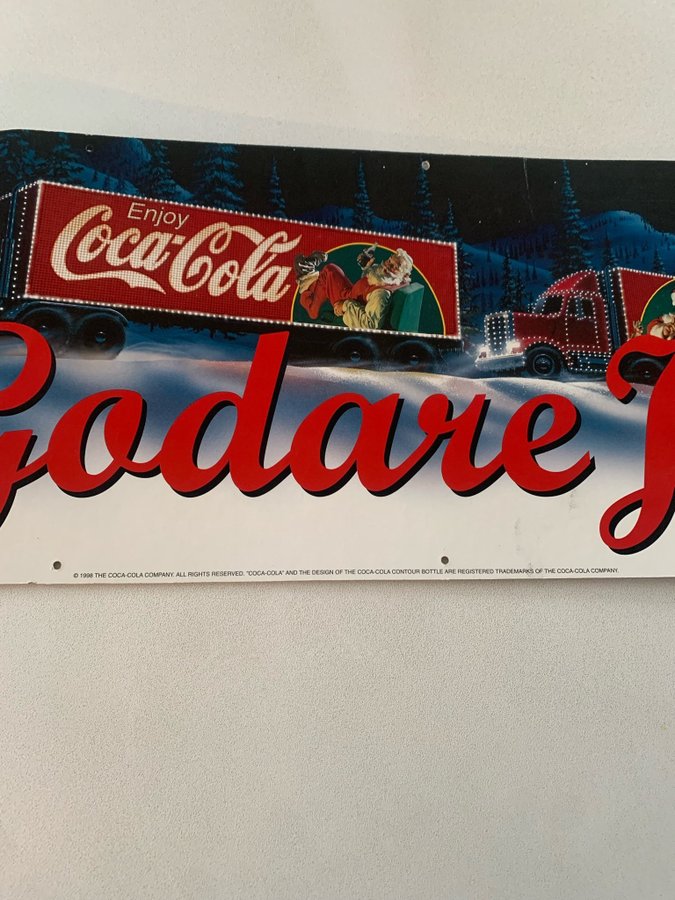 Enjoy
Coca-Cola
Godare J
© 1998 THE COCA-COLA COMPANY. ALL RIGHTS RESERVED. "COCA-COLA" AND THE DESIGN OF THE COCA-COLA CONTOUR BOTTLE ARE REGISTERED TRADEMARKS OF THE COCA-COLA COMPANY.